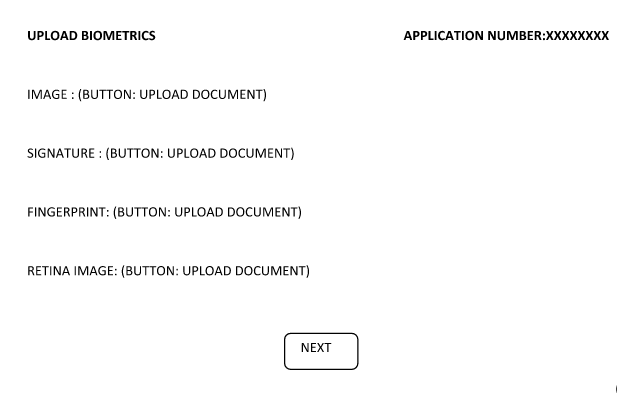 UPLOAD BIOMETRICS APPLICATION NUMBER:XXXXXXXX
IMAGE : (BUTTON: UPLOAD DOCUMENT)
SIGNATURE : (BUTTON: UPLOAD DOCUMENT)
FINGERPRINT: (BUTTON: UPLOAD DOCUMENT)
RETINA IMAGE: (BUTTON: UPLOAD DOCUMENT)
NEXT